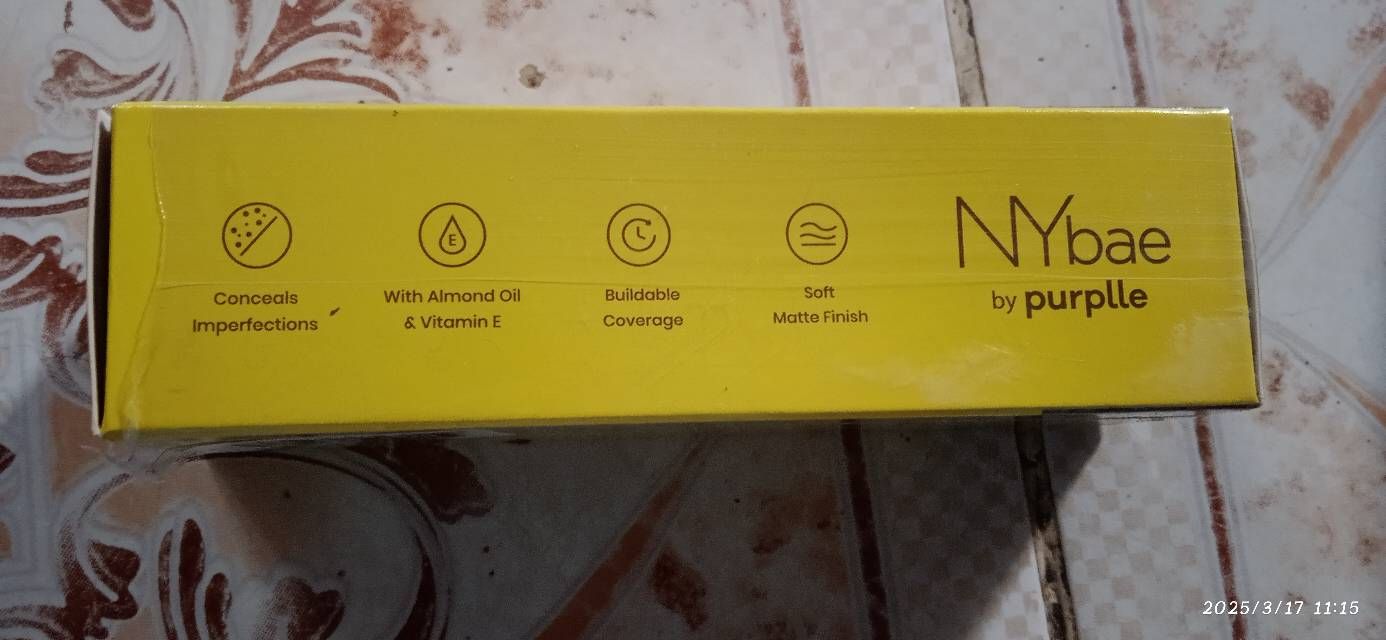 Conceals
Imperfections
E
With Almond Oil
& Vitamin E
Buildable
Coverage
Soft
Matte Finish
NYbae
by purplle
2025/3/17 11:15